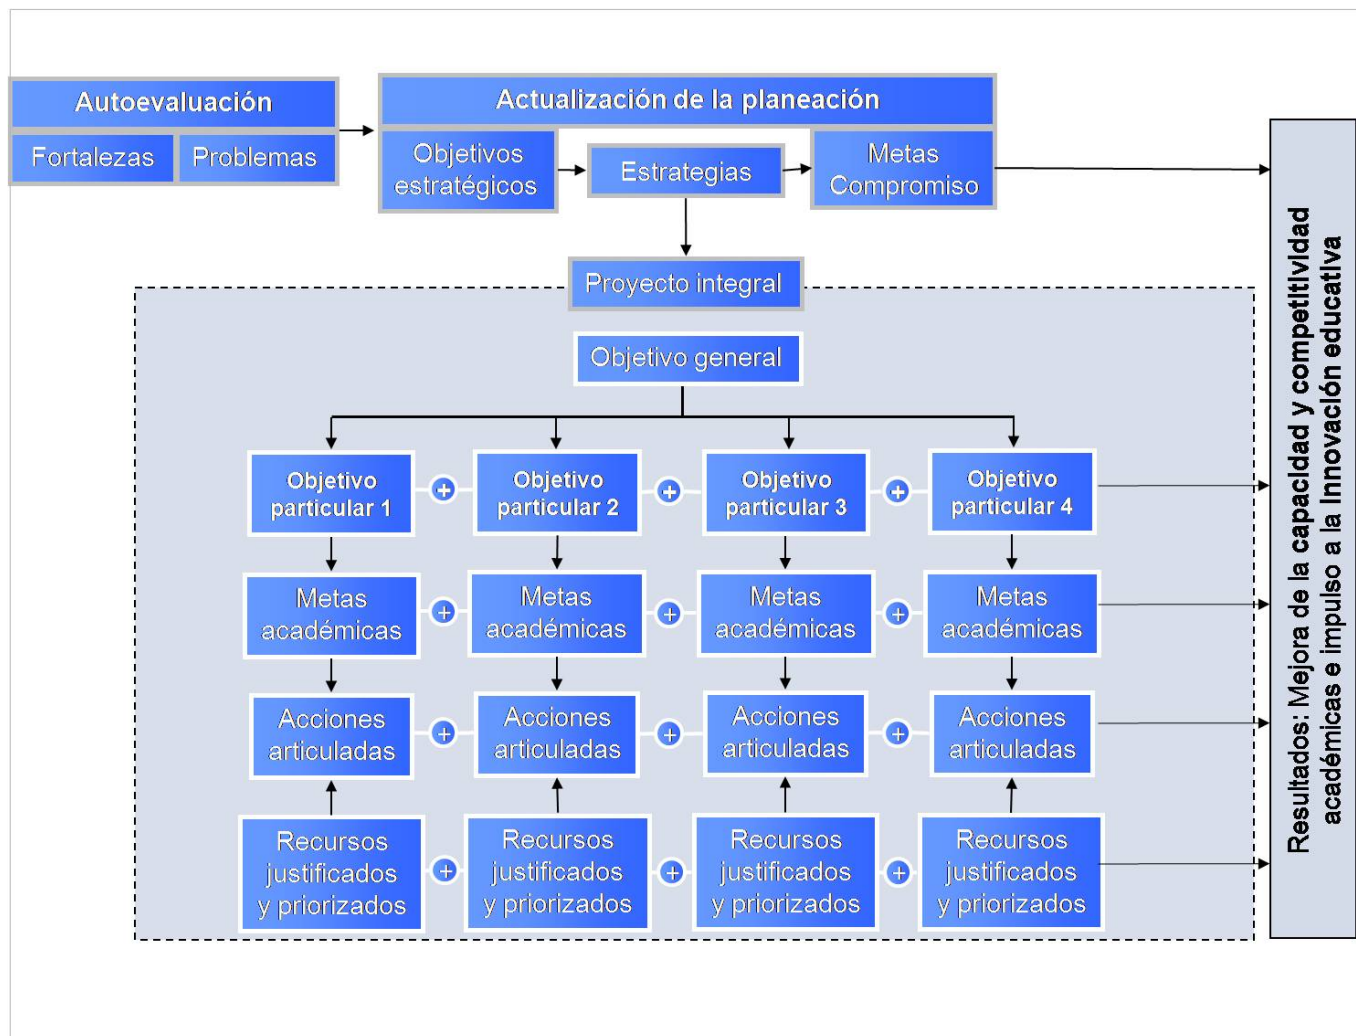 Autoevaluación
Fortalezas
Problemas
Actualización de la planeación
Objetivos
estratégicos
Estrategias
Metas
Compromiso
Proyecto integral
Objetivo general
Objetivo
particular 1
+
Objetivo
particular 2
+
Objetivo
particular 3
+
Objetivo
particular 4
Metas
académicas
+
Metas
académicas
+
Metas
académicas
+
Metas
académicas
Acciones
articuladas
+
Acciones
articuladas
+
Acciones
articuladas
+
Acciones
articuladas
Recursos
justificados
y priorizados
+
Recursos
justificados
y priorizados
+
Recursos
justificados
y priorizados
+
Recursos
justificados
y priorizados
Resultados: Mejora de la capacidad y competitividad
académicas e impulso a la Innovación educativa